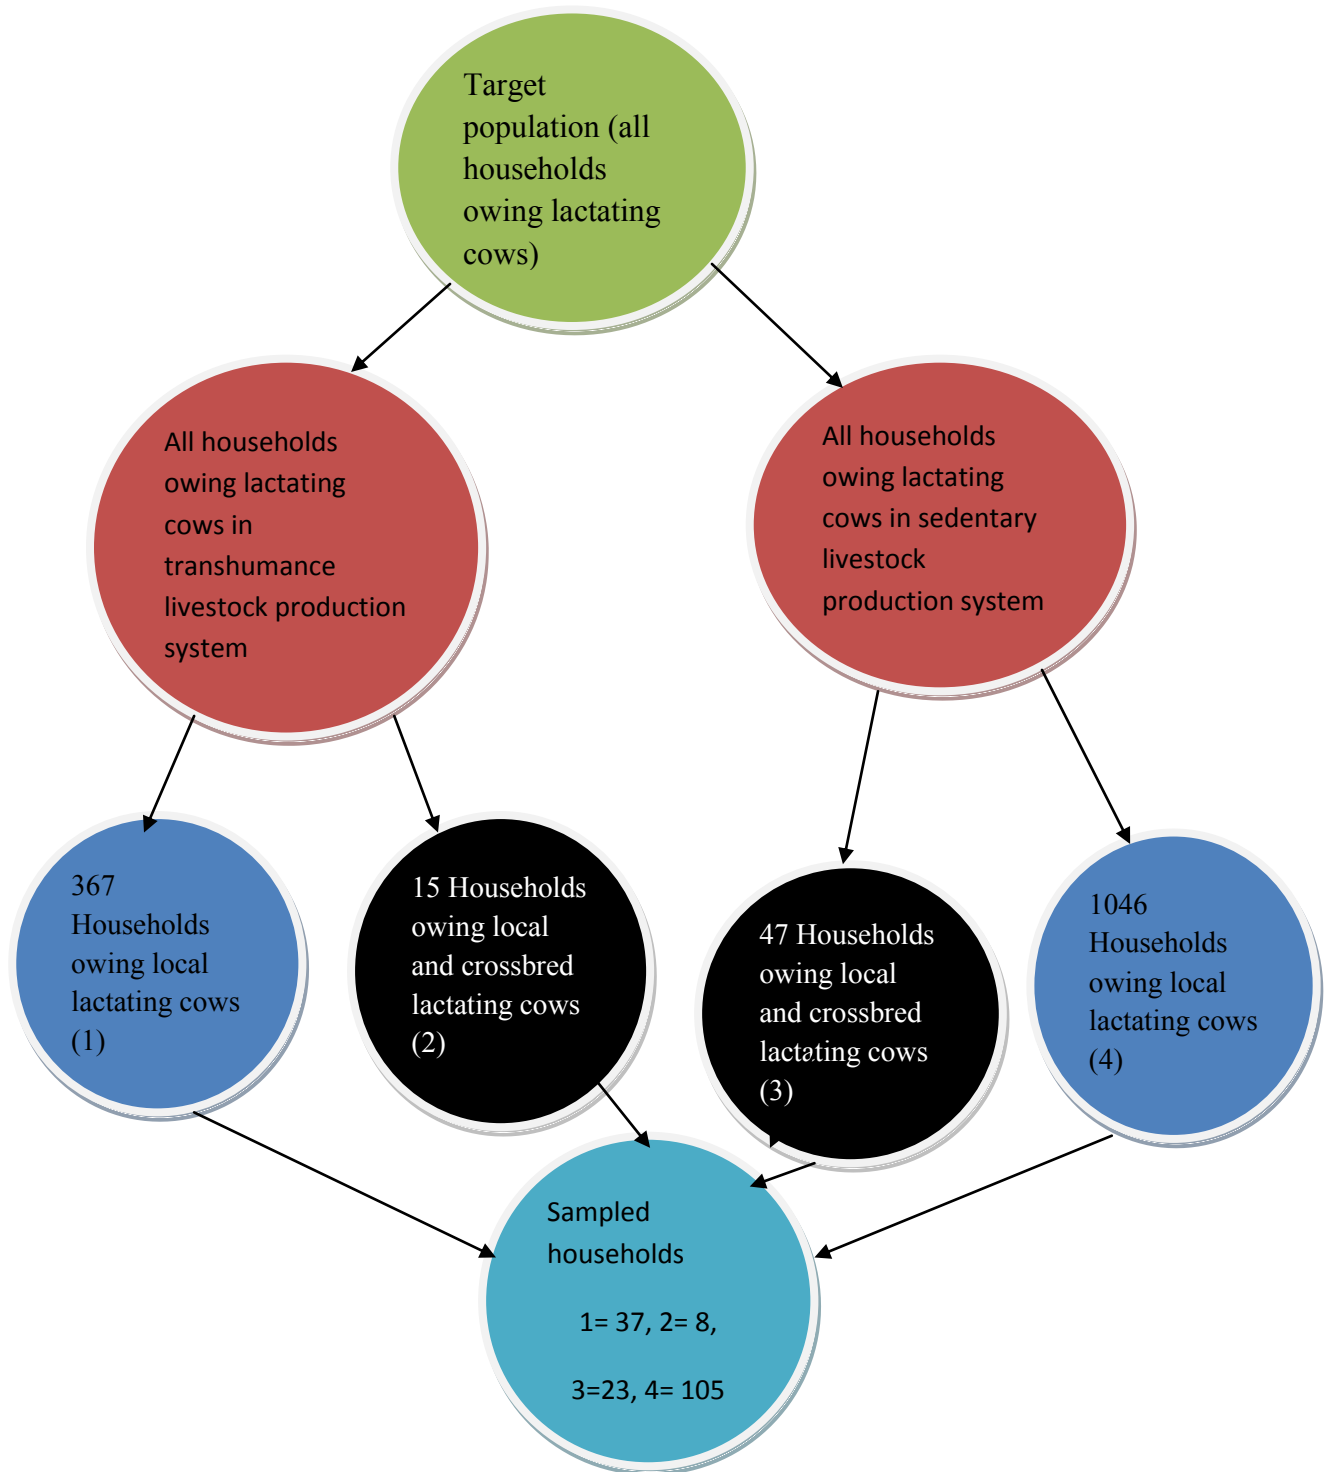 Target
population (all
households
owing lactating
cows)
All households
owing lactating
cows in
transhumance
livestock production
system
All households
owing lactating
cows in sedentary
livestock
production system
367
Households
owing local
lactating cows
(1)
15 Households
owing local
and crossbred
lactating cows
(2)
47 Households
owing local
and crossbred
lactating cows
(3)
1046
Households
owing local
lactating cows
(4)
Sampled
households
1= 37, 2= 8,
3=23, 4= 105